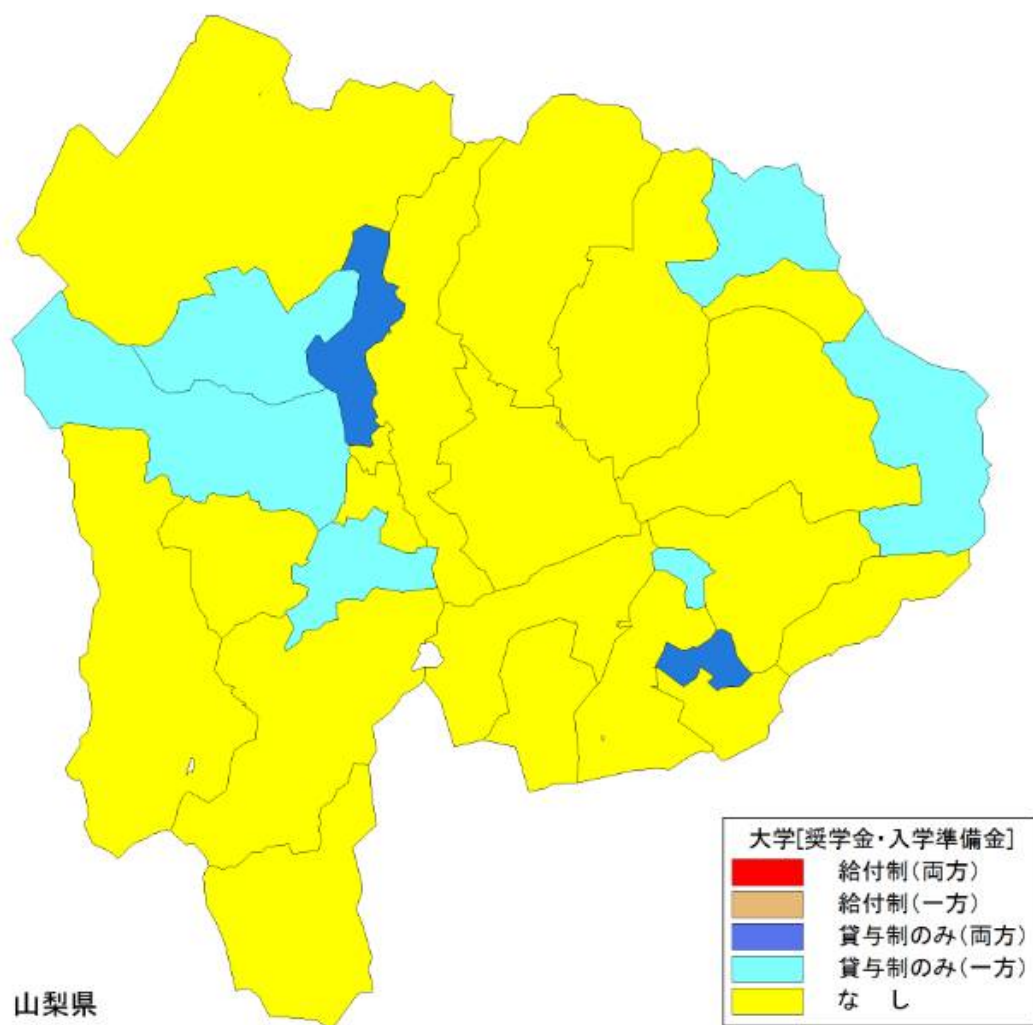 大学[奨学金・入学準備金]
給付制(両方)
給付制(一方)
貸与制のみ(両方)
貸与制のみ(一方)
な し
山梨県